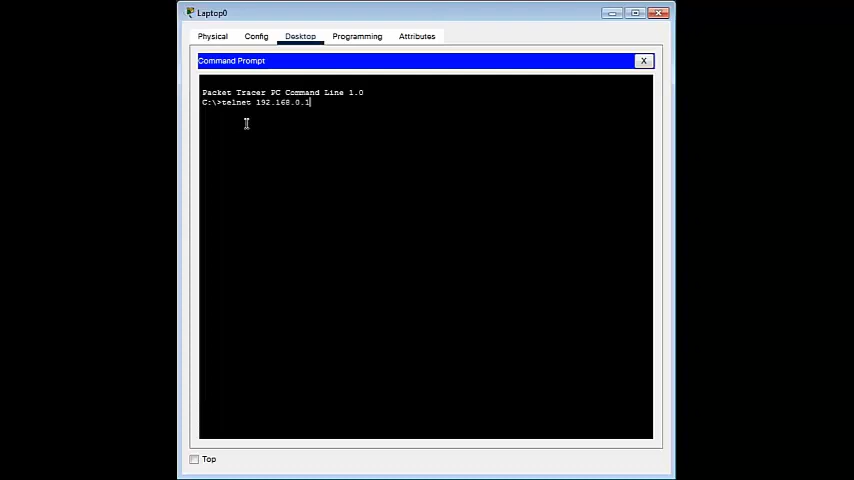 Laptop0
Physical Config Desktop Programming Attributes
Command Prompt X
Packet Tracer PC Command Line 1.0
C:\>telnet 192.168.0.1
Top